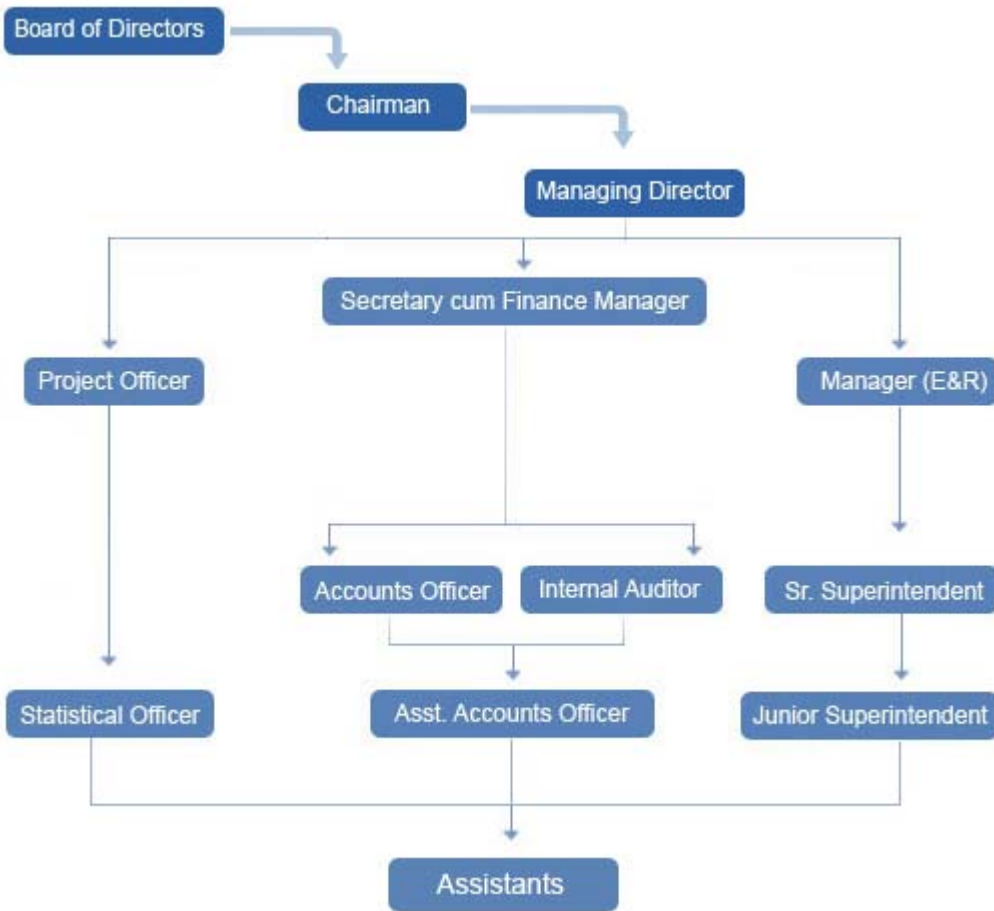 Board of Directors
Chairman
Managing Director
Secretary cum Finance Manager
Project Officer
Manager (E&R)
Accounts Officer
Internal Auditor
Sr. Superintendent
Statistical Officer
Asst. Accounts Officer
Junior Superintendent
Assistants